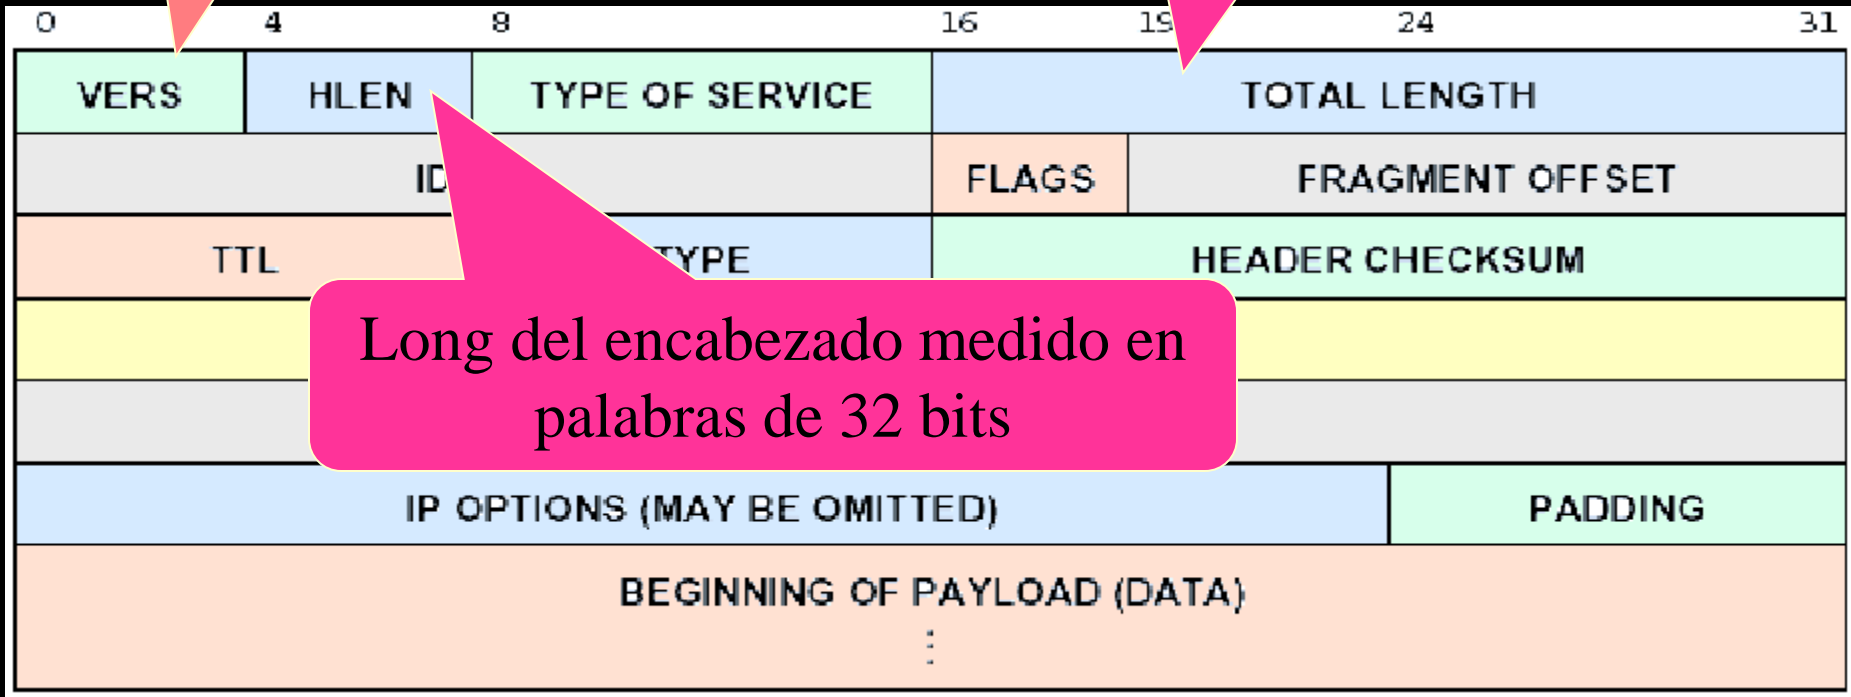 0 4 8 16 19 24 31
VERS HLEN TYPE OF SERVICE TOTAL LENGTH
ID FLAGS FRAGMENT OFFSET
TTL TYPE HEADER CHECKSUM
Long del encabezado medido en
palabras de 32 bits
IP OPTIONS (MAY BE OMITTED) PADDING
BEGINNING OF PAYLOAD (DATA)